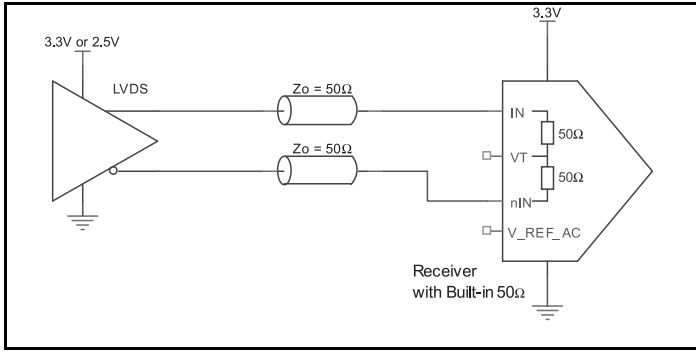 3.3V
3.3V or 2.5V
LVDS
Zo = 50Ω
IN
50Ω
Zo = 50Ω
VT
50Ω
nIN
V_REF_AC
Receiver
with Built-in 50Ω